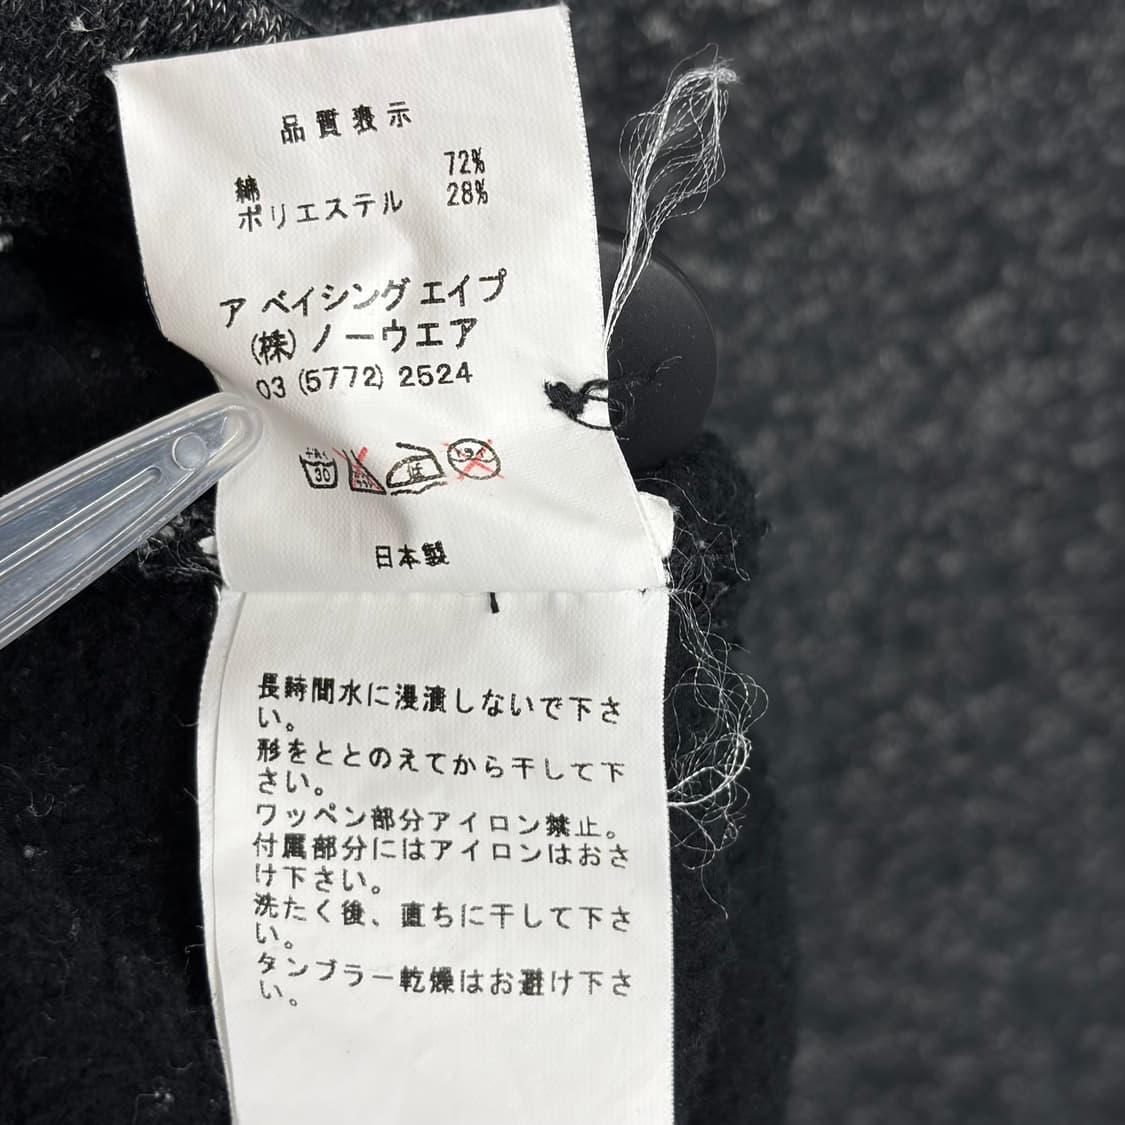 品質表示
綿 72%
ポリエステル 28%
ア ベイシング エイプ
(株) ノーウエア
03 (5772) 2524
30 低
日本製
長時間水に浸漬しないで下さ
い。
形をととのえてから干して下
さい。
ワッペン部分アイロン禁止。
付属部分にはアイロンはおさ
け下さい。
洗たく後、直ちに干して下さ
い。
タンブラー乾燥はお避け下さ
い。